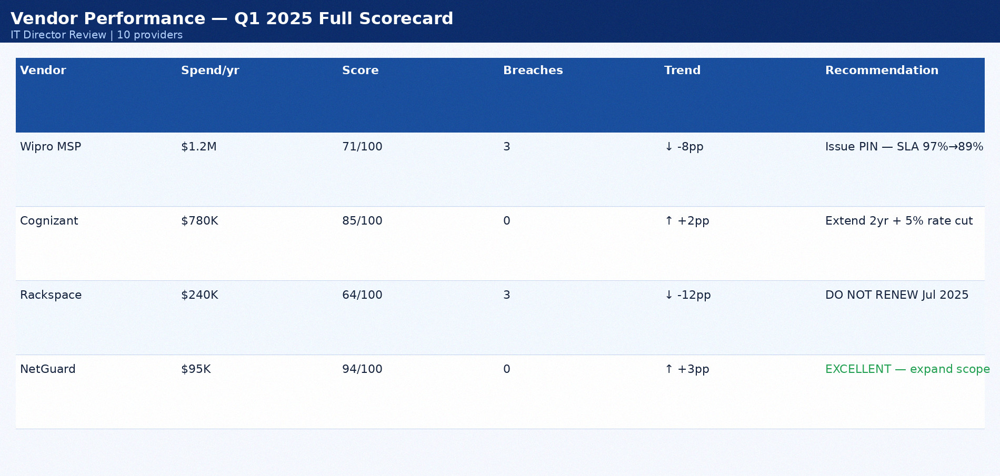 Vendor Performance — Q1 2025 Full Scorecard
IT Director Review | 10 providers
Vendor Spend/yr Score Breaches Trend Recommendation
Wipro MSP $1.2M 71/100 3 ↓ -8pp Issue PIN — SLA 97%→89%
Cognizant $780K 85/100 0 ↑ +2pp Extend 2yr + 5% rate cut
Rackspace $240K 64/100 3 ↓ -12pp DO NOT RENEW Jul 2025
NetGuard $95K 94/100 0 ↑ +3pp EXCELLENT — expand scope